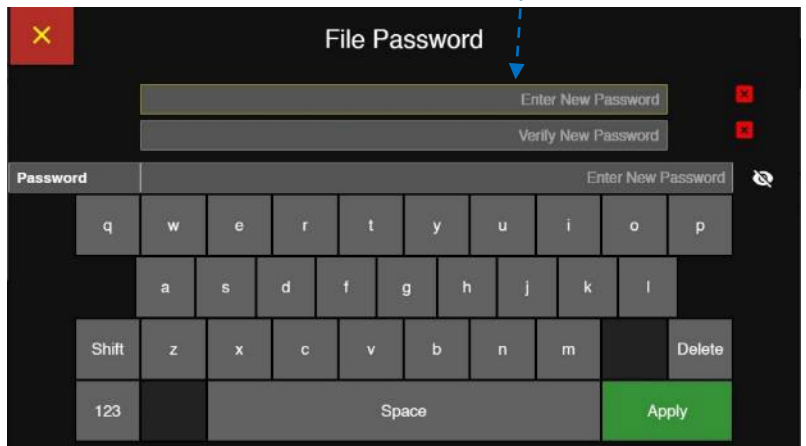 × File Password
Enter New Password
Verify New Password
Password Enter New Password
q w e r t y u i o p
a s d f g h j k l
Shift z x c v b n m Delete
123 Space Apply